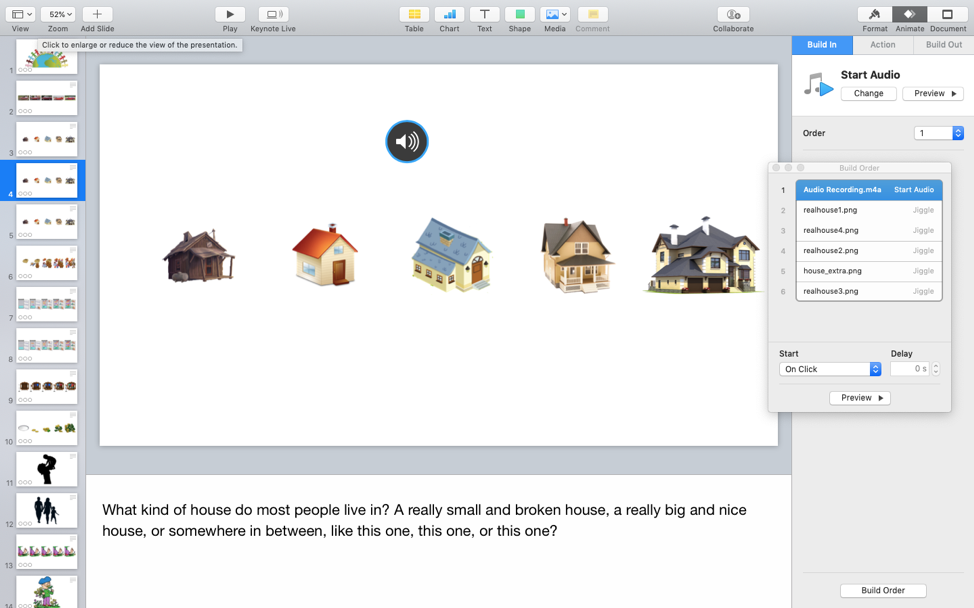 52%
View
Zoom
Add Slide
Play
Keynote Live
Table
Chart
Text
Shape
Media
Comment
Collaborate
Format
Animate
Document
Click to enlarge or reduce the view of the presentation.
Build In
Action
Build Out
Start Audio
Change
Preview
Order
1
Build Order
1 Audio Recording.m4a Start Audio
2 realhouse1.png Jiggle
3 realhouse4.png Jiggle
4 realhouse2.png Jiggle
5 house_extra.png Jiggle
6 realhouse3.png Jiggle
Start
Delay
On Click
0 s
Preview
Build Order
1
2
3
4
5
6
7
8
9
10
11
12
13
14
What kind of house do most people live in? A really small and broken house, a really big and nice
house, or somewhere in between, like this one, this one, or this one?